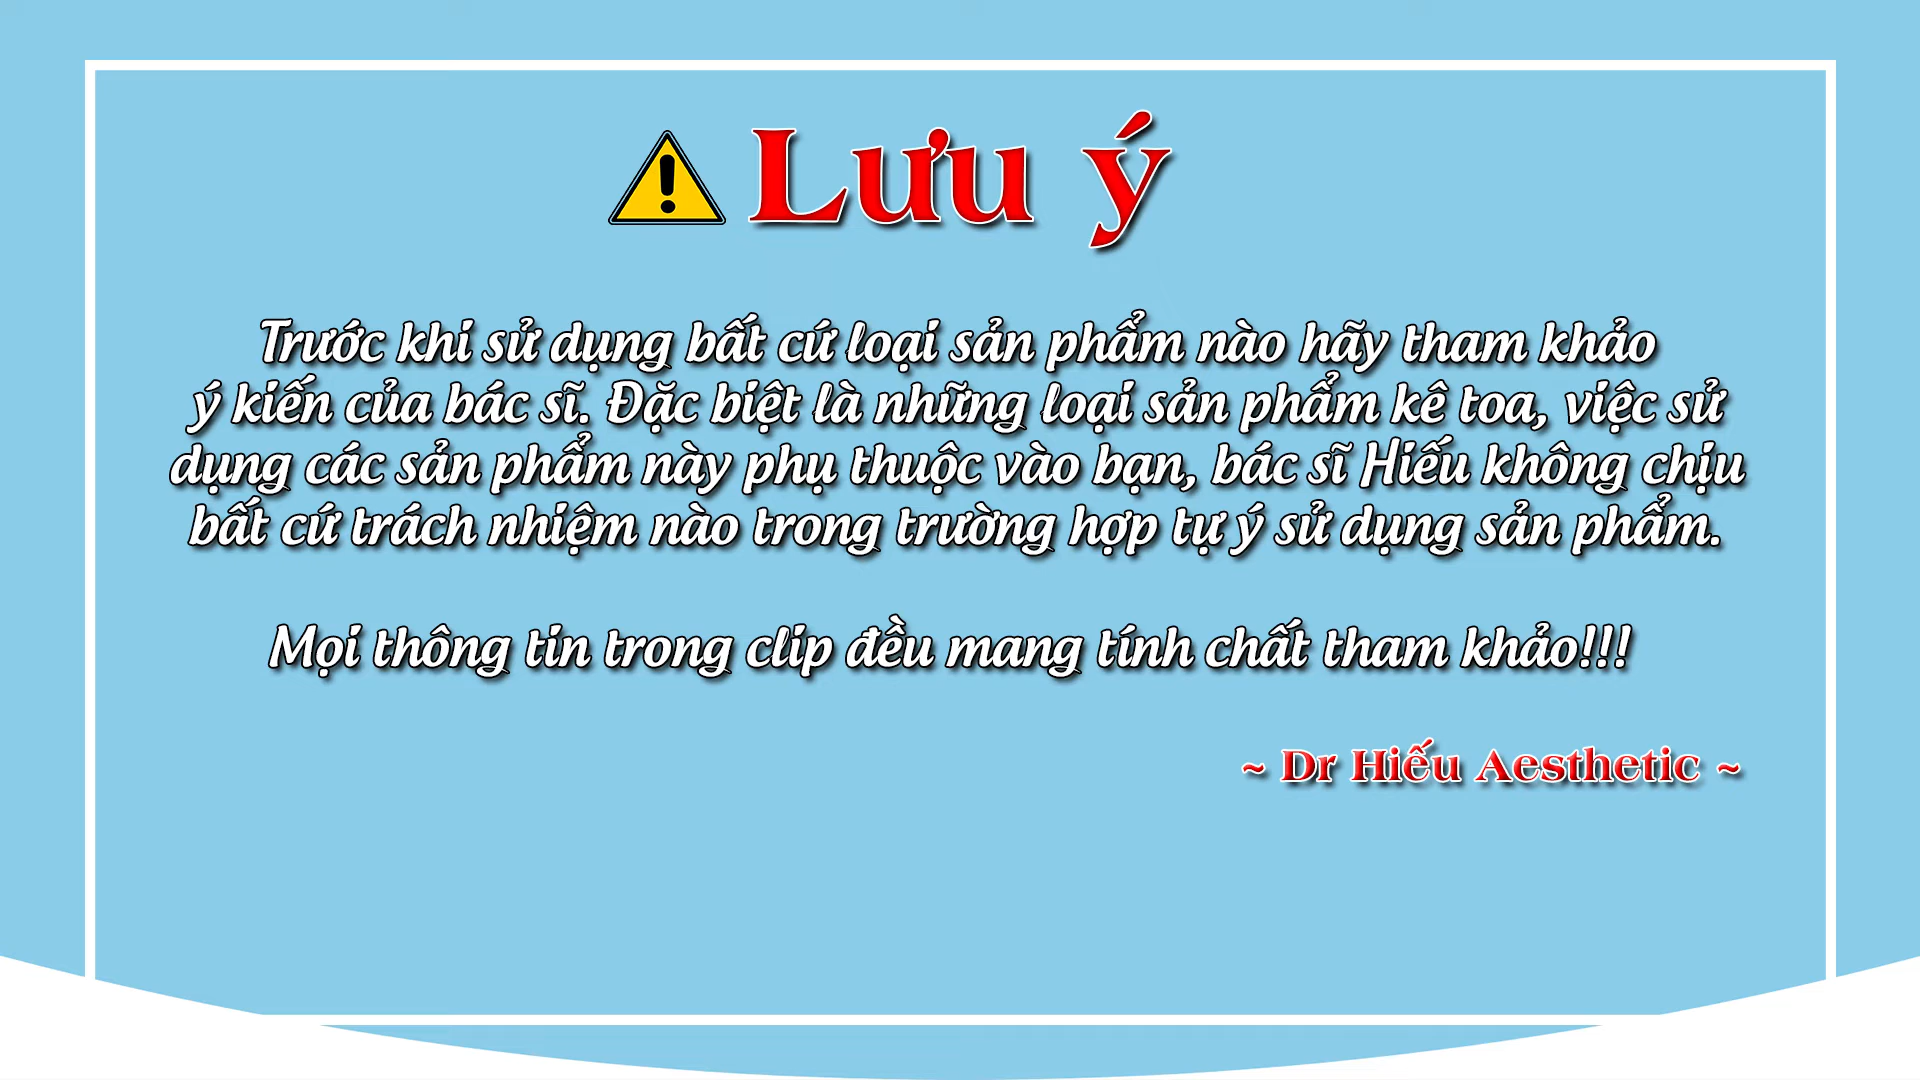 Lưu ý
Trước khi sử dụng bất cứ loại sản phẩm nào hãy tham khảo
ý kiến của bác sĩ. Đặc biệt là những loại sản phẩm kê toa, việc sử
dụng các sản phẩm này phụ thuộc vào bạn, bác sĩ Hiếu không chịu
bất cứ trách nhiệm nào trong trường hợp tự ý sử dụng sản phẩm.
Mọi thông tin trong clip đều mang tính chất tham khảo!!!
~ Dr Hiếu Aesthetic ~